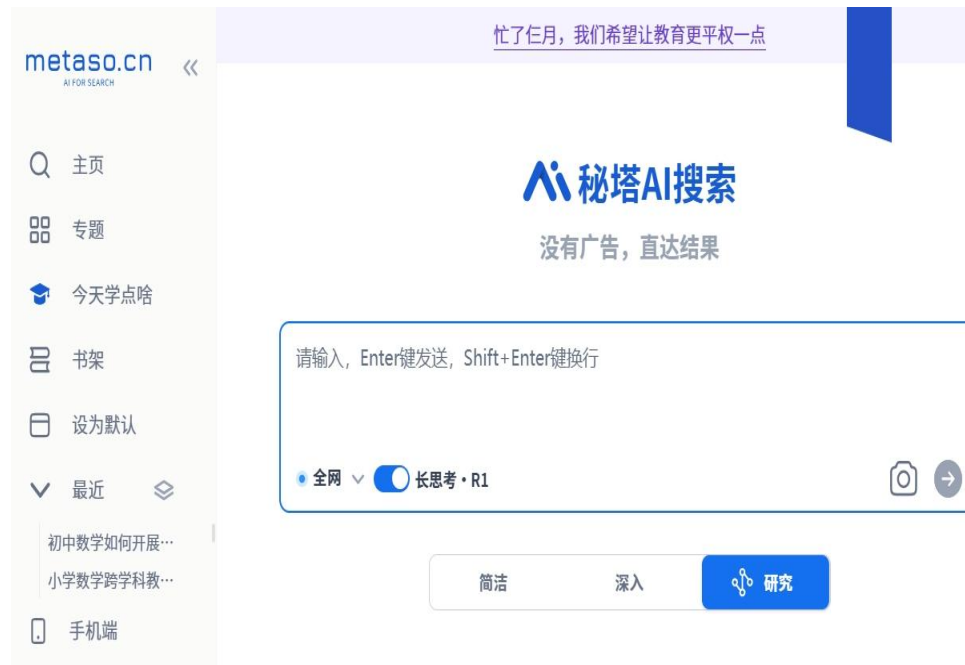 忙了仨月，我们希望让教育更平权一点
metaso.cn
AI FOR SEARCH
主页
专题
今天学点啥
书架
设为默认
最近
初中数学如何开展…
小学数学跨学科教…
手机端
秘塔AI搜索
没有广告，直达结果
请输入，Enter键发送，Shift+Enter键换行
全网
长思考・R1
简洁
深入
研究